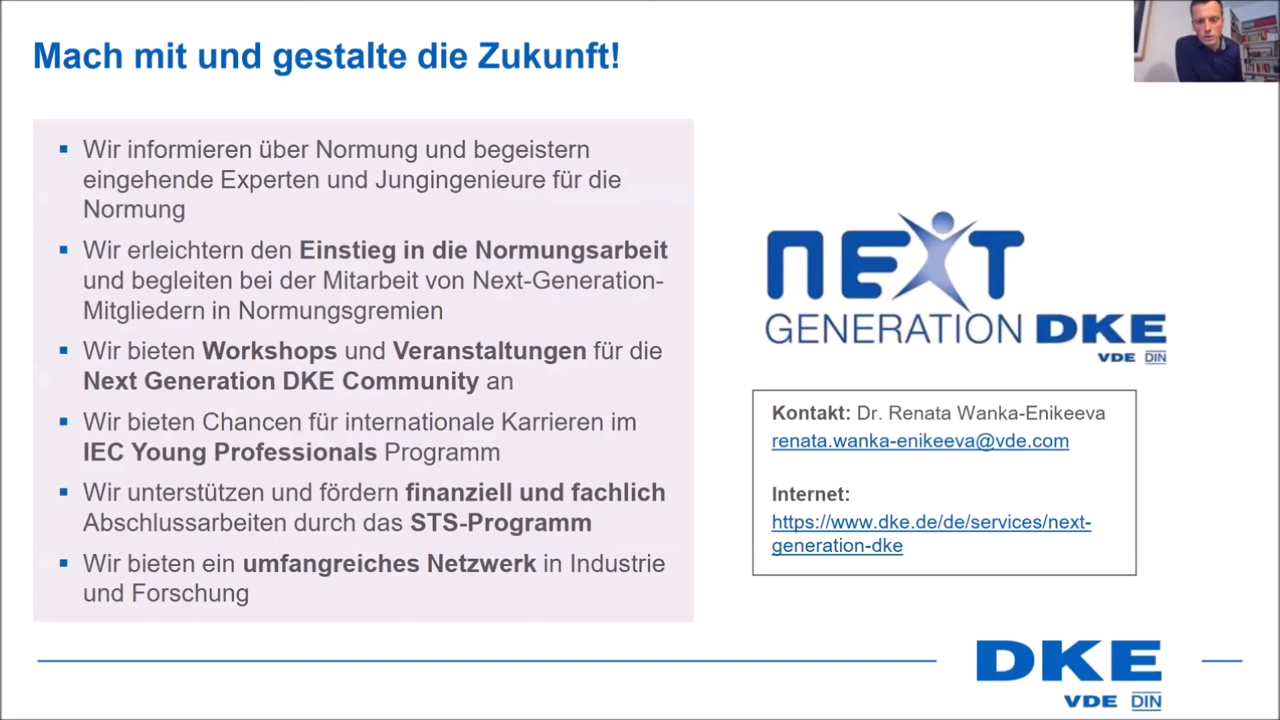 Mach mit und gestalte die Zukunft!
Wir informieren über Normung und begeistern
eingehende Experten und Jungingenieure für die
Normung
Wir erleichtern den Einstieg in die Normungsarbeit
und begleiten bei der Mitarbeit von Next-Generation-
Mitgliedern in Normungsgremien
Wir bieten Workshops und Veranstaltungen für die
Next Generation DKE Community an
Wir bieten Chancen für internationale Karrieren im
IEC Young Professionals Programm
Wir unterstützen und fördern finanziell und fachlich
Abschlussarbeiten durch das STS-Programm
Wir bieten ein umfangreiches Netzwerk in Industrie
und Forschung
NEXT
GENERATION DKE
VDE DIN
Kontakt: Dr. Renata Wanka-Enikeeva
renata.wanka-enikeeva@vde.com
Internet:
https://www.dke.de/de/services/next-
generation-dke
DKE
VDE DIN